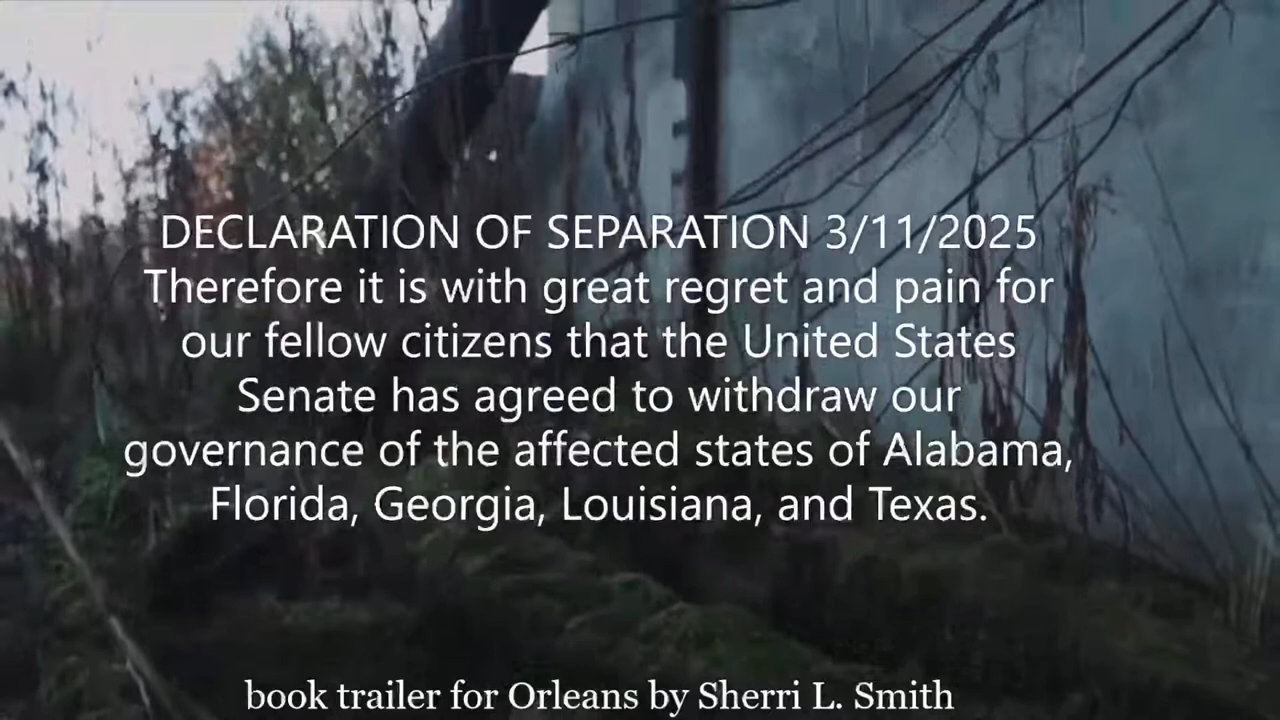 DECLARATION OF SEPARATION 3/11/2025
Therefore it is with great regret and pain for
our fellow citizens that the United States
Senate has agreed to withdraw our
governance of the affected states of Alabama,
Florida, Georgia, Louisiana, and Texas.
book trailer for Orleans by Sherri L. Smith